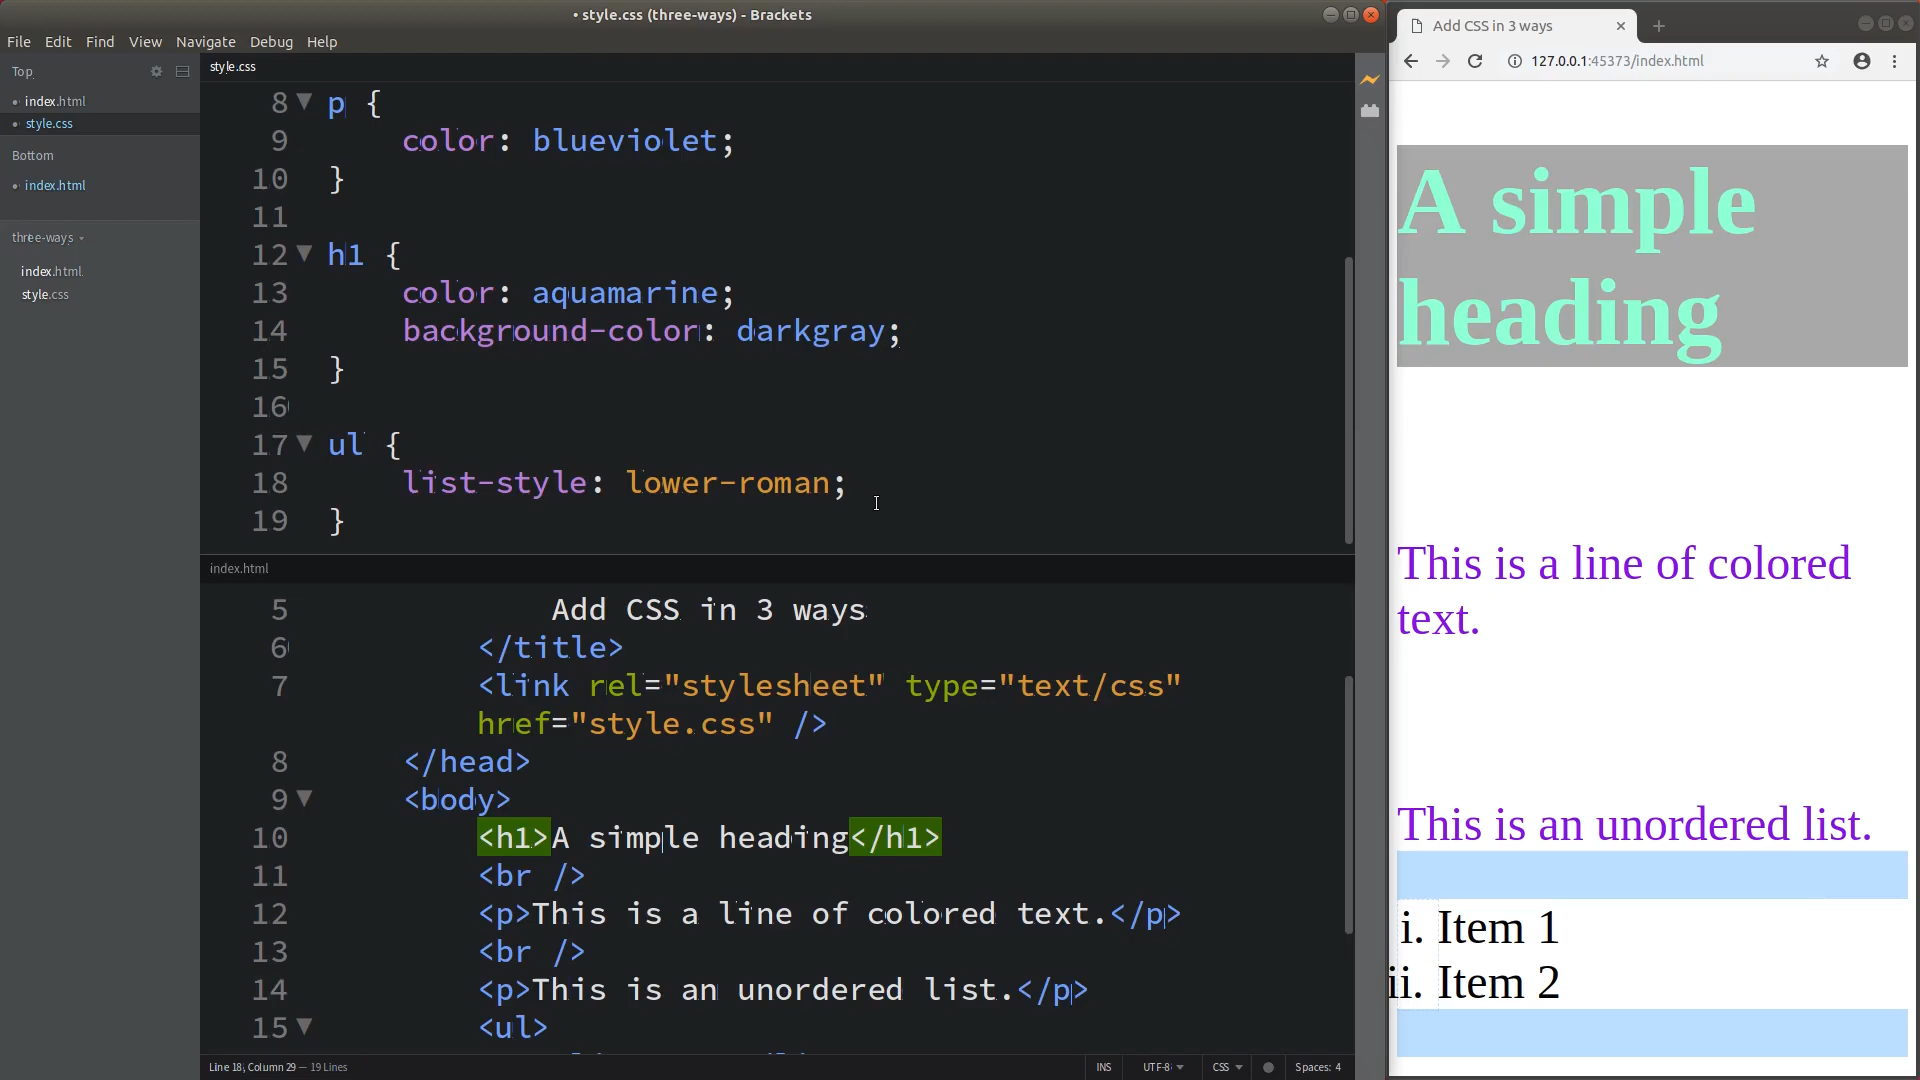 • style.css (three-ways) - Brackets
File Edit Find View Navigate Debug Help
Top
• index.html
• style.css
Bottom
• index.html
three-ways
index.html
style.css
style.css
8 p {
9 color: blueviolet;
10 }
11
12 h1 {
13 color: aquamarine;
14 background-color: darkgray;
15 }
16
17 ul {
18 list-style: lower-roman;
19 }
index.html
5 Add CSS in 3 ways
6 </title>
7 <link rel="stylesheet" type="text/css"
href="style.css" />
8 </head>
9 <body>
10 <h1>A simple heading</h1>
11 <br />
12 <p>This is a line of colored text.</p>
13 <br />
14 <p>This is an unordered list.</p>
15 <ul>
Line 18, Column 29 — 19 Lines
INS UTF-8 CSS Spaces: 4
Add CSS in 3 ways
127.0.0.1:45373/index.html
A simple
heading
This is a line of colored
text.
This is an unordered list.
i. Item 1
ii. Item 2